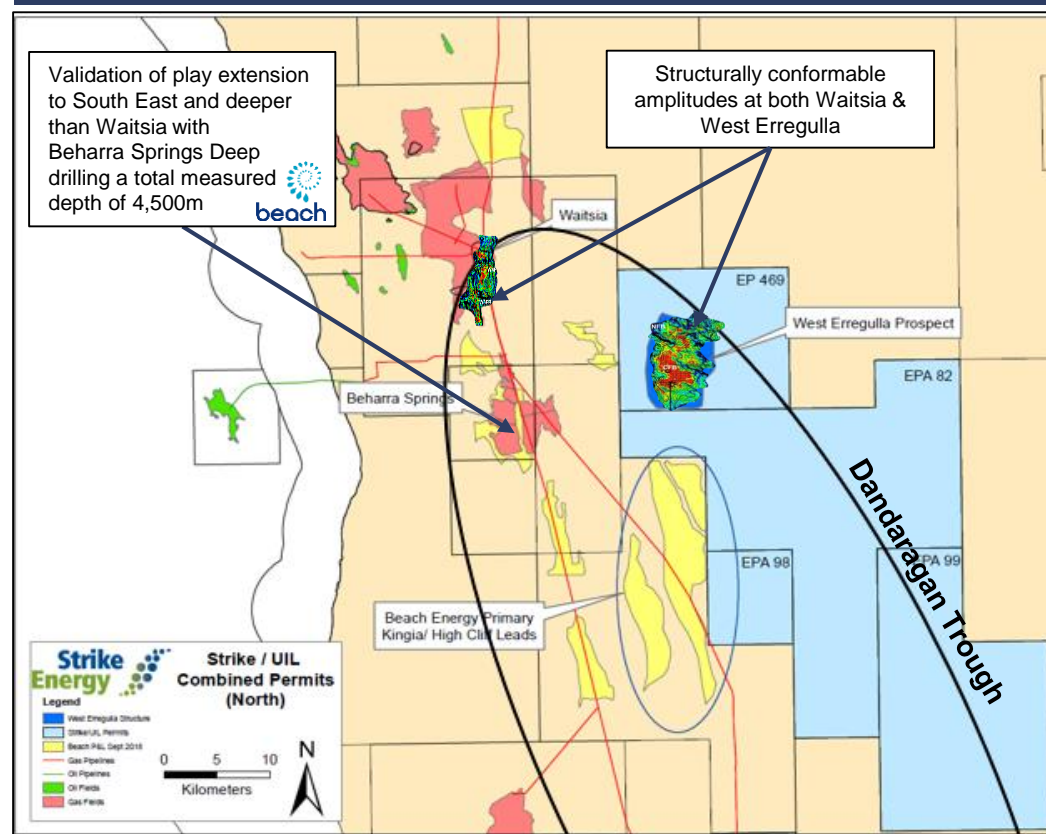 Validation of play extension
to South East and deeper
than Waitsia with
Beharra Springs Deep
drilling a total measured
depth of 4,500m
beach
Structurally conformable
amplitudes at both Waitsia &
West Erregulla
Waitsia
EP 469
West Erregulla Prospect
EPA 82
Beharra Springs
Dandaragan Trough
EPA 98
EPA 99
Beach Energy Primary
Kingia/ High Cliff Leads
Strike
Energy
Strike / UIL
Combined Permits
(North)
Legend
West Erregulla Structure
Strike/UIL Permits
Beach P&L Sept 2018
Gas Pipelines
Oil Pipelines
Oil Fields
Gas Fields
0 5 10
Kilometers
N